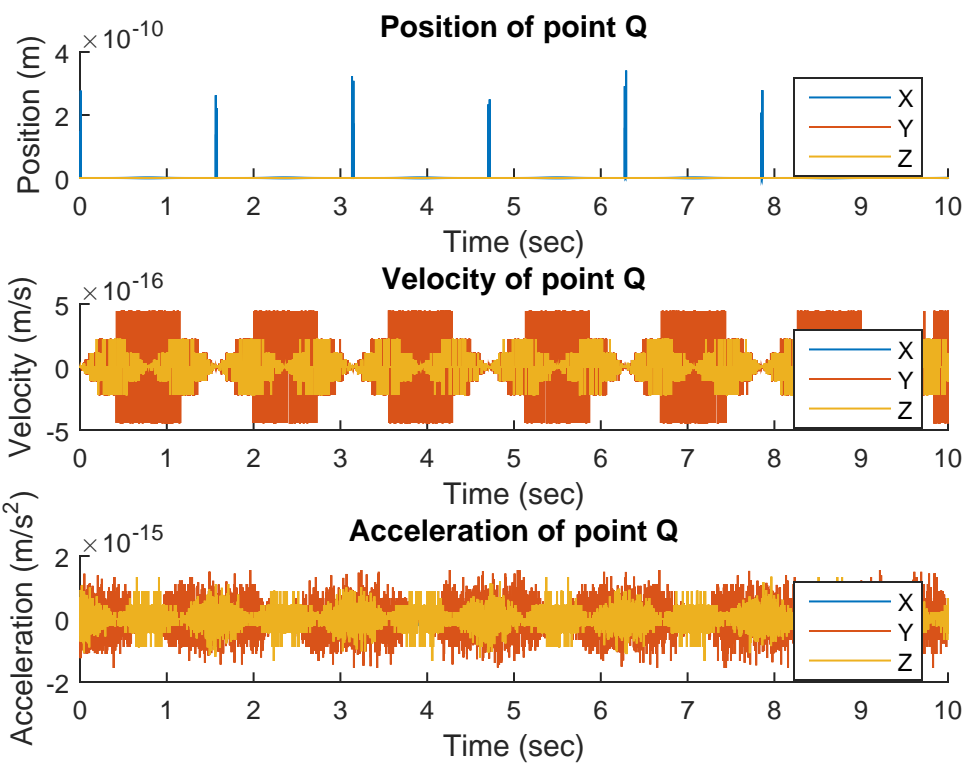 Position of point Q
×10-10
Position (m)
4
2
0
0 1 2 3 4 5 6 7 8 9 10
Time (sec)
X
Y
Z
Velocity of point Q
×10-16
Velocity (m/s)
5
0
-5
0 1 2 3 4 5 6 7 8 9 10
Time (sec)
X
Y
Z
Acceleration of point Q
×10-15
Acceleration (m/s2)
2
0
-2
0 1 2 3 4 5 6 7 8 9 10
Time (sec)
X
Y
Z